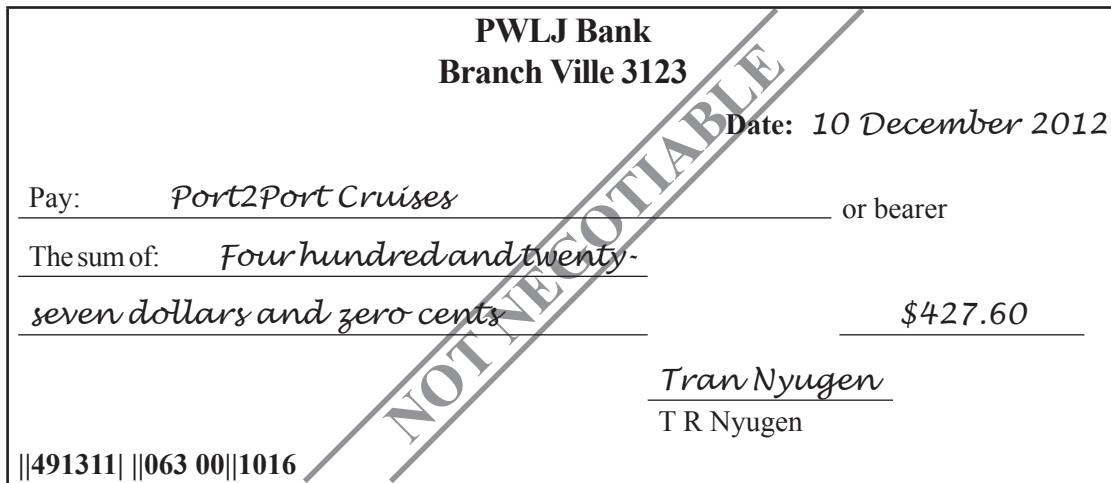 PWLJ Bank
Branch Ville 3123
Date: 10 December 2012
Pay: Port2Port Cruises or bearer
The sum of: Four hundred and twenty-
seven dollars and zero cents $427.60
Tran Nyugen
T R Nyugen
||491311| ||063 00||1016
NOT NEGOTIABLE